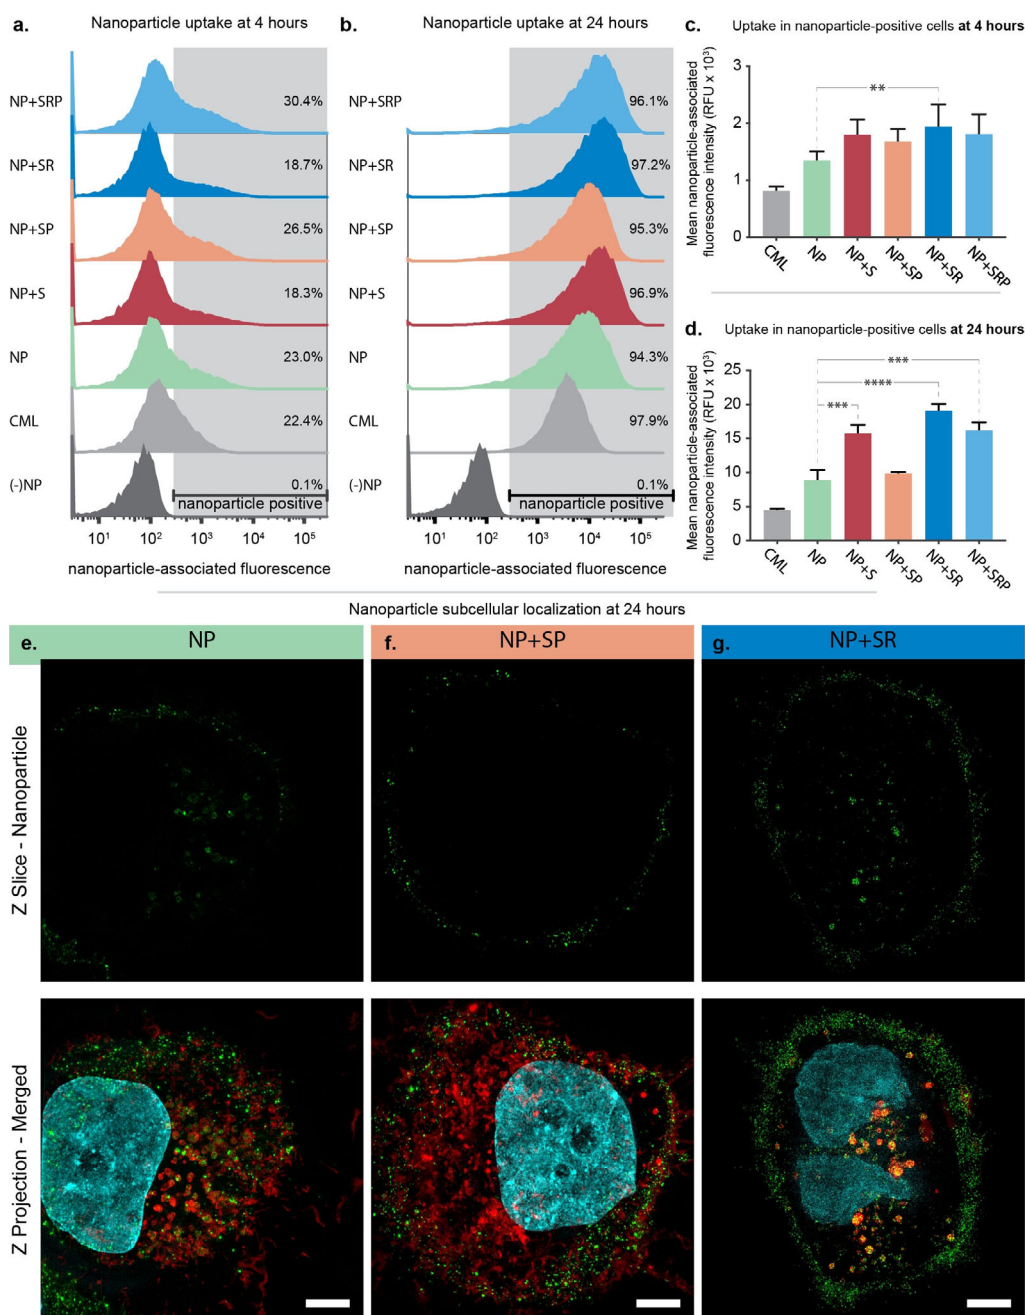 a.
Nanoparticle uptake at 4 hours
NP+SRP
30.4%
NP+SR
18.7%
NP+SP
26.5%
NP+S
18.3%
NP
23.0%
CML
22.4%
(-)NP
0.1%
nanoparticle positive
10¹ 10² 10³ 10⁴ 10⁵
nanoparticle-associated fluorescence
b.
Nanoparticle uptake at 24 hours
NP+SRP
96.1%
NP+SR
97.2%
NP+SP
95.3%
NP+S
96.9%
NP
94.3%
CML
97.9%
(-)NP
0.1%
nanoparticle positive
10¹ 10² 10³ 10⁴ 10⁵
nanoparticle-associated fluorescence
c.
Uptake in nanoparticle-positive cells at 4 hours
Mean nanoparticle-associated
fluorescence intensity (RFU x 10³)
3
2
1
0
**
CML NP NP+S NP+SP NP+SR NP+SRP
d.
Uptake in nanoparticle-positive cells at 24 hours
Mean nanoparticle-associated
fluorescence intensity (RFU x 10³)
25
20
15
10
5
0
***
****
***
CML NP NP+S NP+SP NP+SR NP+SRP
Nanoparticle subcellular localization at 24 hours
e.
NP
f.
NP+SP
g.
NP+SR
Z Slice - Nanoparticle
Z Projection - Merged